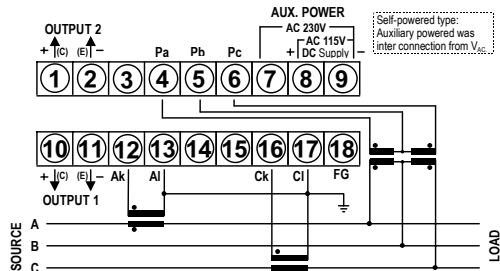 AUX. POWER
OUTPUT 2
AC 230V
Self-powered type:
Auxiliary powered was
inter connection from VAC.
+ (C) (E) −
Pa Pb Pc
AC 115V
+ DC Supply −
1 2 3 4 5 6 7 8 9
10 11 12 13 14 15 16 17 18
+ (C) (E) − Ak Al Ck Cl FG
OUTPUT 1
SOURCE
A
B
C
LOAD